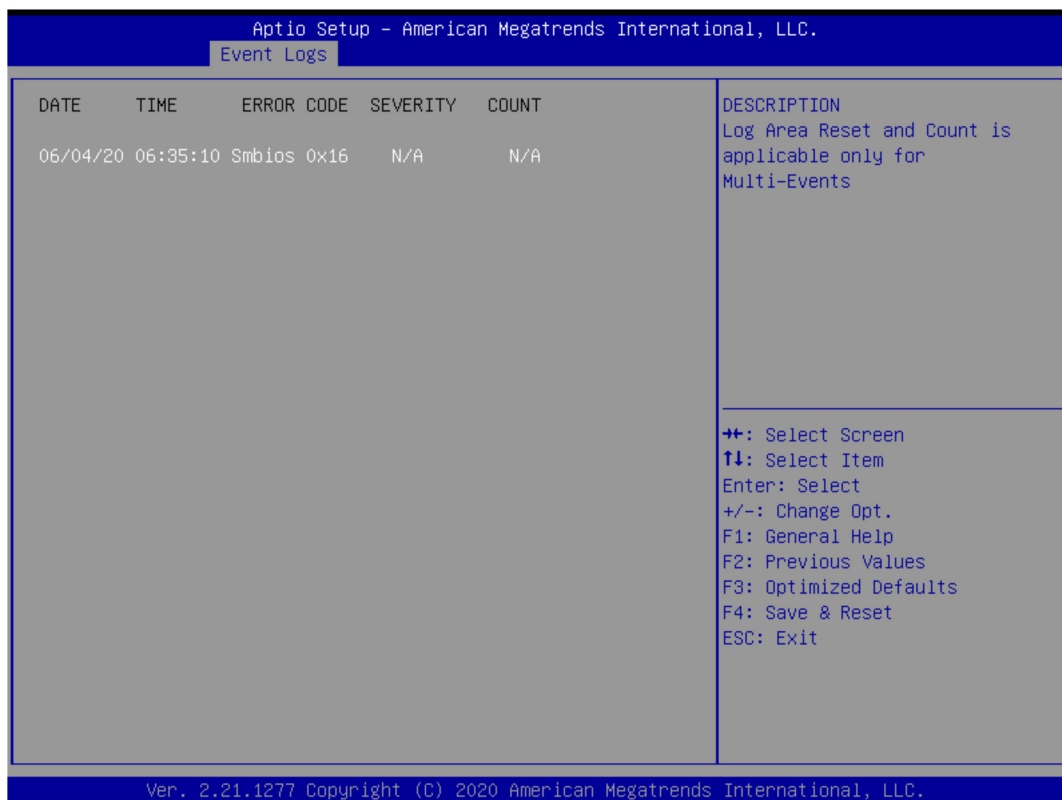 Aptio Setup – American Megatrends International, LLC.
Event Logs
DATE TIME ERROR CODE SEVERITY COUNT
06/04/20 06:35:10 Smbios 0x16 N/A N/A
DESCRIPTION
Log Area Reset and Count is
applicable only for
Multi-Events
→←: Select Screen
↑↓: Select Item
Enter: Select
+/-: Change Opt.
F1: General Help
F2: Previous Values
F3: Optimized Defaults
F4: Save & Reset
ESC: Exit
Ver. 2.21.1277 Copyright (C) 2020 American Megatrends International, LLC.